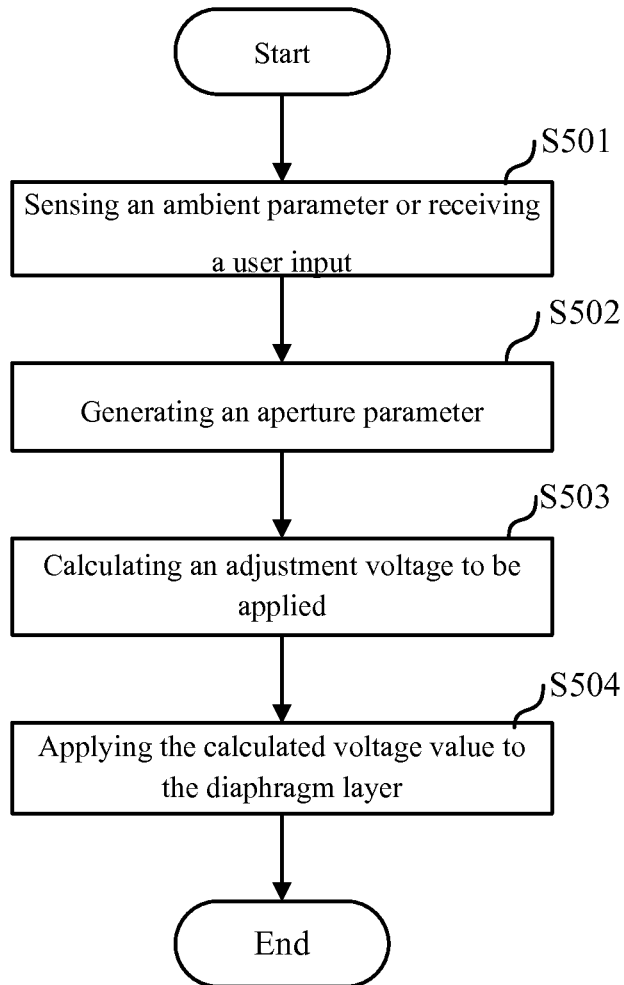 Start
S501
Sensing an ambient parameter or receiving
a user input
S502
Generating an aperture parameter
S503
Calculating an adjustment voltage to be
applied
S504
Applying the calculated voltage value to
the diaphragm layer
End